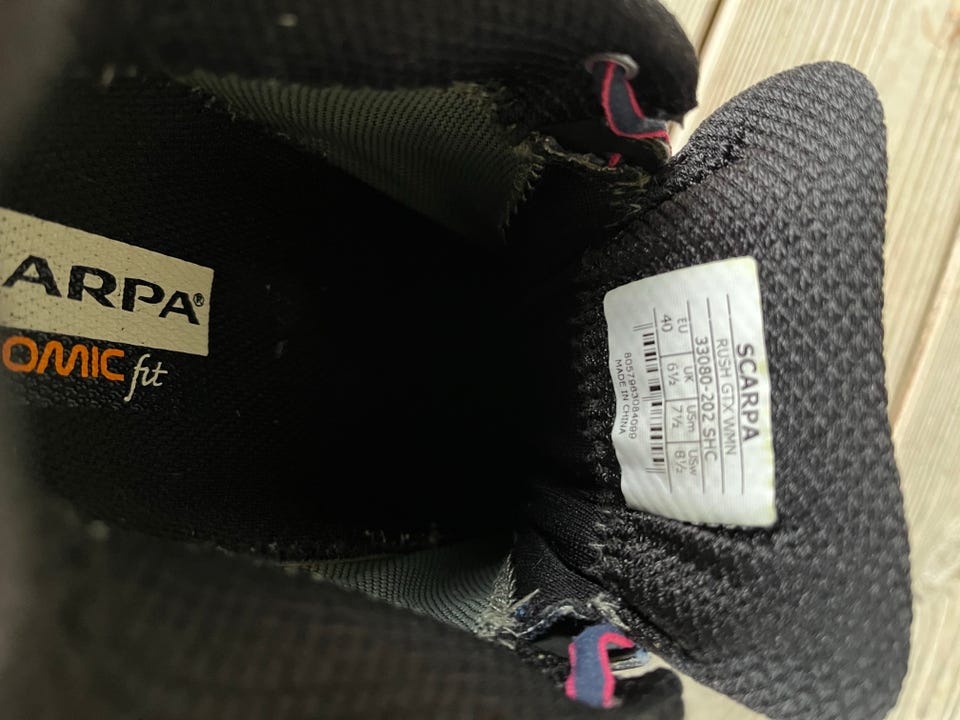 ARPA®
OMIC fit
SCARPA
RUSH GTX WMN
33080-202 SHC
EU UK USm USw
40 6½ 7½ 8½
8057963084099
MADE IN CHINA